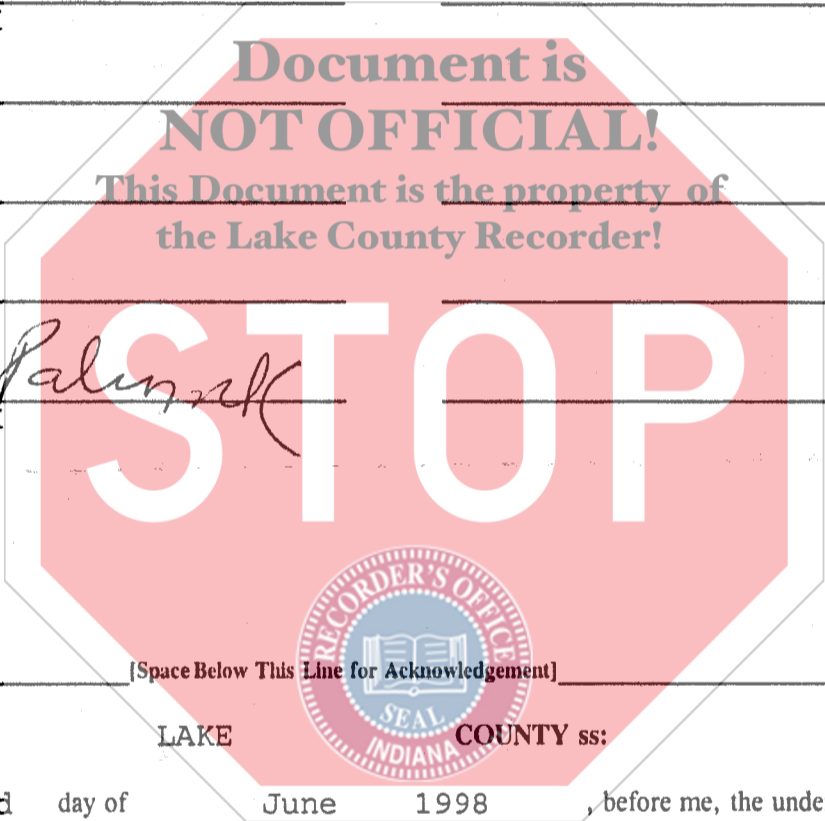 Document is
NOT OFFICIAL!
This Document is the property of
the Lake County Recorder!
STOP
RECORDER'S OFFICE
SEAL
INDIANA
[Space Below This Line for Acknowledgement]
LAKE COUNTY ss:
day of June 1998 , before me, the unde